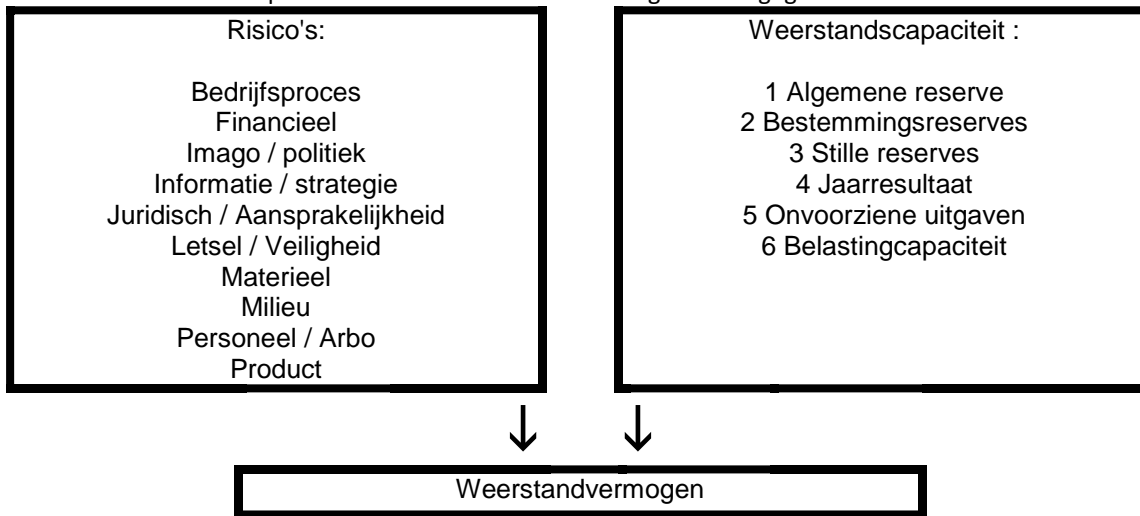 Risico's:
Bedrijfsproces
Financieel
Imago / politiek
Informatie / strategie
Juridisch / Aansprakelijkheid
Letsel / Veiligheid
Materieel
Milieu
Personeel / Arbo
Product
Weerstandscapaciteit :
1 Algemene reserve
2 Bestemmingsreserves
3 Stille reserves
4 Jaarresultaat
5 Onvoorziene uitgaven
6 Belastingcapaciteit
Weerstandvermogen